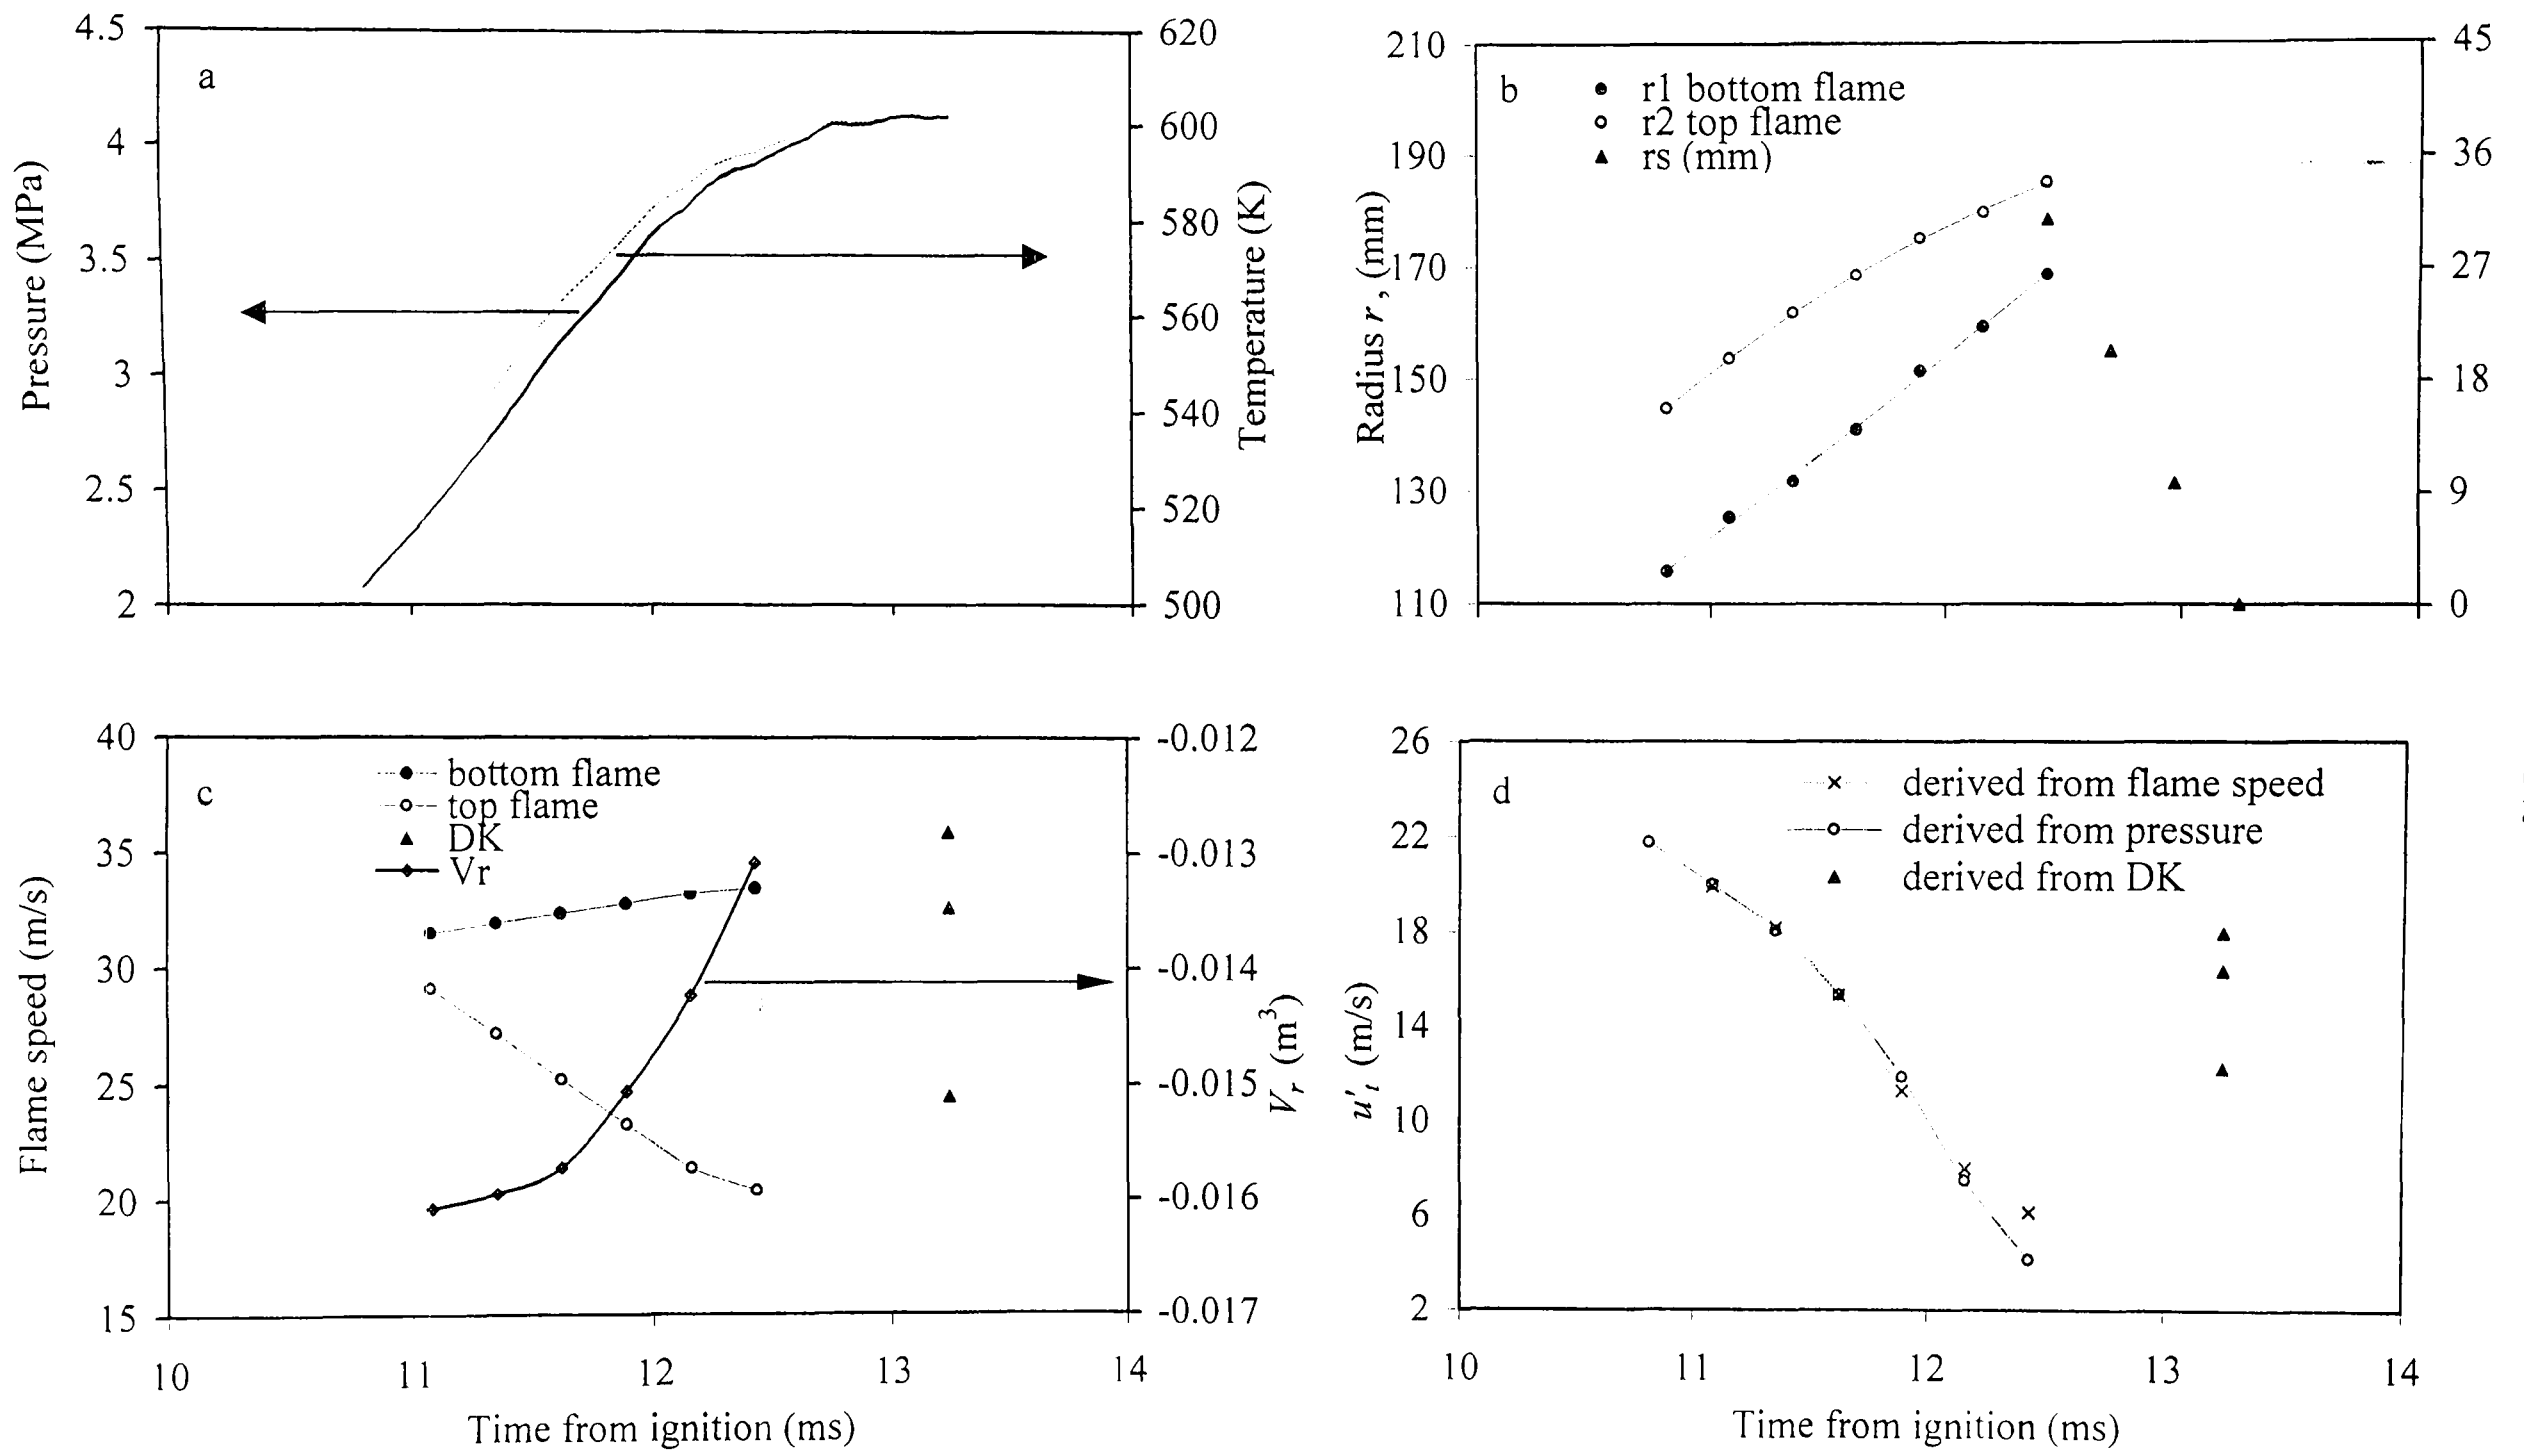 a
4.5
4
3.5
3
2.5
2
Pressure (MPa)
620
600
580
560
540
520
500
Temperature (K)
b
r1 bottom flame
r2 top flame
rs (mm)
210
190
170
150
130
110
Radius r, (mm)
45
36
27
18
9
0
c
bottom flame
top flame
DK
Vr
40
35
30
25
20
15
Flame speed (m/s)
-0.012
-0.013
-0.014
-0.015
-0.016
-0.017
V_r (m³)
10 11 12 13 14
Time from ignition (ms)
d
derived from flame speed
derived from pressure
derived from DK
26
22
18
14
10
6
2
u'_t (m/s)
10 11 12 13 14
Time from ignition (ms)